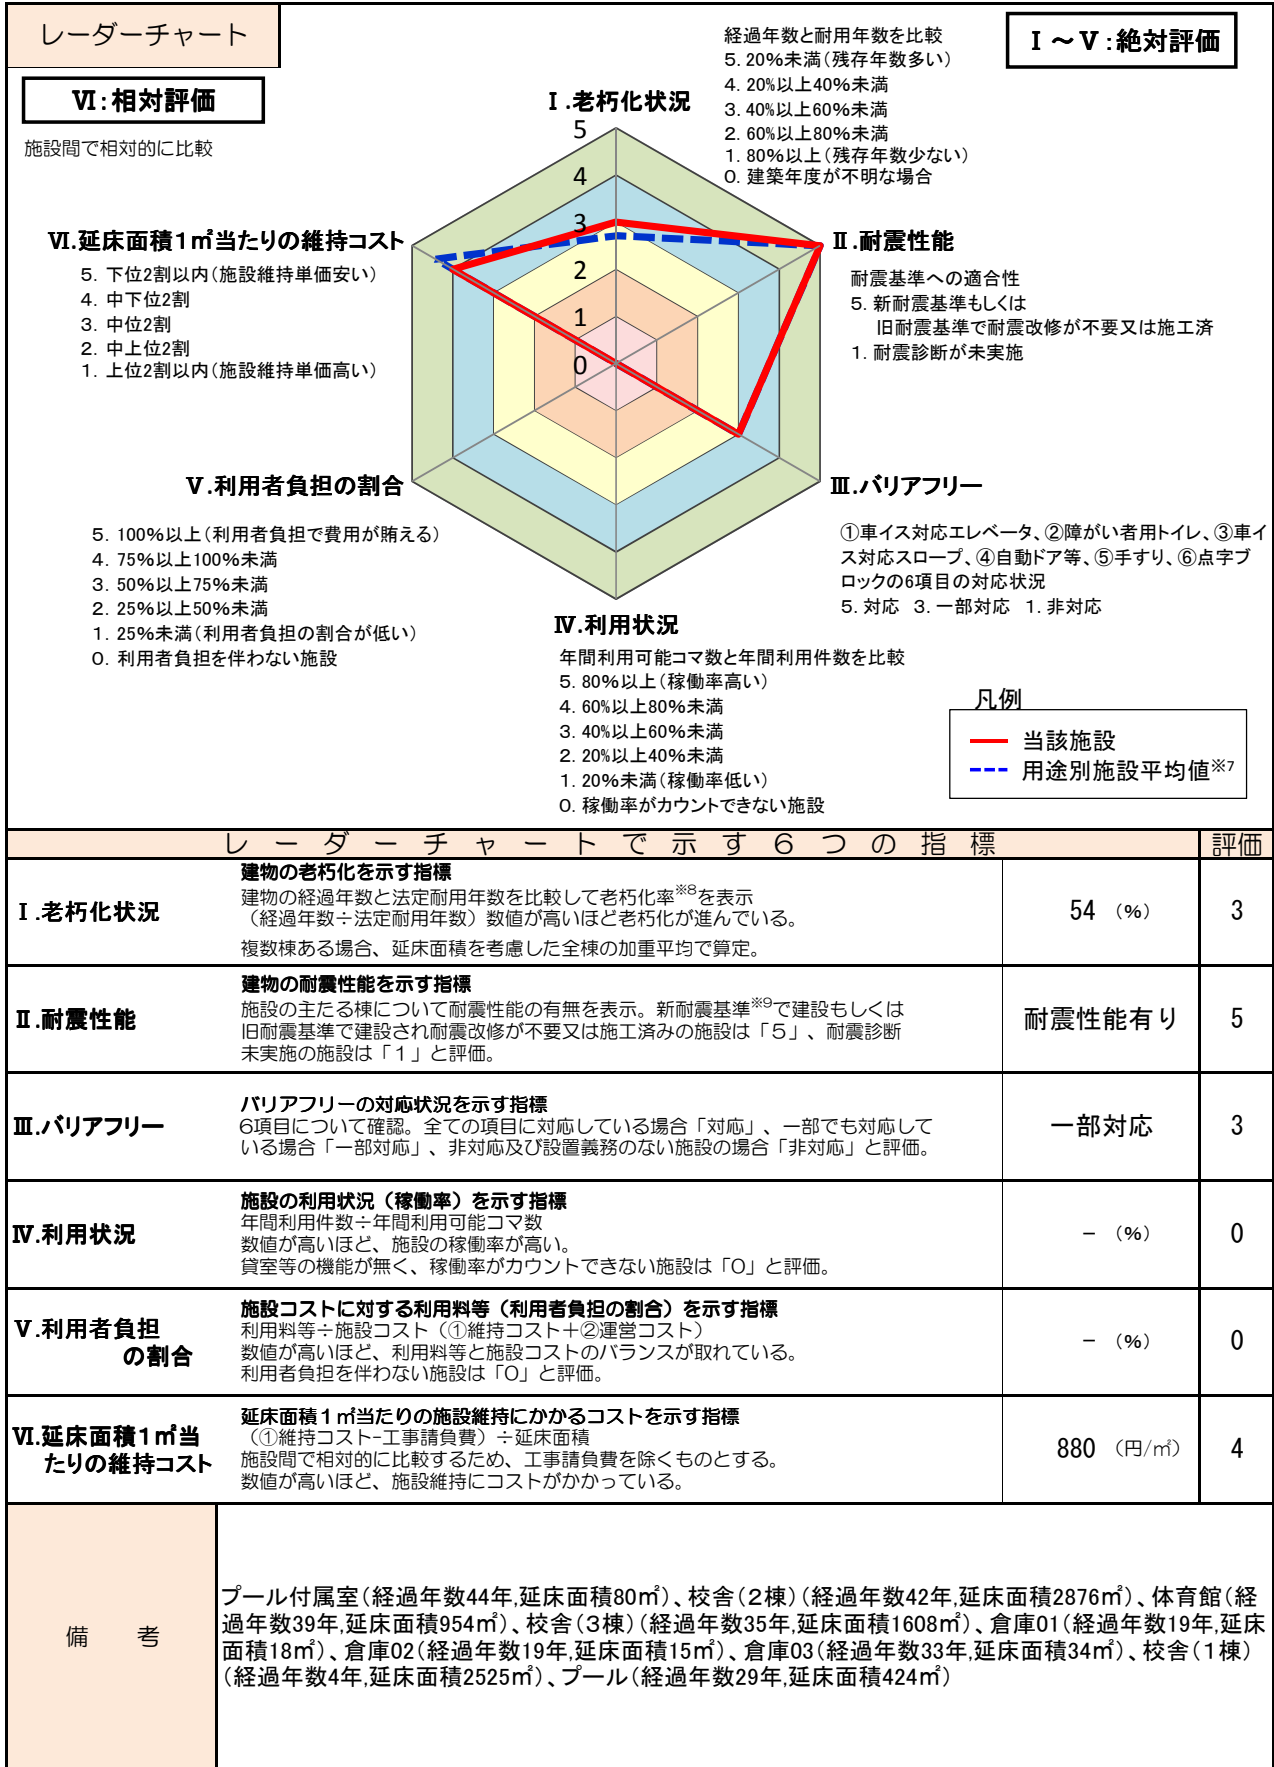 レーダーチャート
Ⅰ～Ⅴ:絶対評価
Ⅵ:相対評価
施設間で相対的に比較
経過年数と耐用年数を比較
5. 20%未満(残存年数多い)
4. 20%以上40%未満
3. 40%以上60%未満
2. 60%以上80%未満
1. 80%以上(残存年数少ない)
0. 建築年度が不明な場合
Ⅰ.老朽化状況
5
4
3
2
1
0
Ⅱ.耐震性能
耐震基準への適合性
5. 新耐震基準もしくは
旧耐震基準で耐震改修が不要又は施工済
1. 耐震診断が未実施
Ⅲ.バリアフリー
①車イス対応エレベータ、②障がい者用トイレ、③車イ
ス対応スロープ、④自動ドア等、⑤手すり、⑥点字ブ
ロックの6項目の対応状況
5. 対応 3. 一部対応 1. 非対応
Ⅳ.利用状況
年間利用可能コマ数と年間利用件数を比較
5. 80%以上(稼働率高い)
4. 60%以上80%未満
3. 40%以上60%未満
2. 20%以上40%未満
1. 20%未満(稼働率低い)
0. 稼働率がカウントできない施設
Ⅴ.利用者負担の割合
5. 100%以上(利用者負担で費用が賄える)
4. 75%以上100%未満
3. 50%以上75%未満
2. 25%以上50%未満
1. 25%未満(利用者負担の割合が低い)
0. 利用者負担を伴わない施設
Ⅵ.延床面積1㎡当たりの維持コスト
5. 下位2割以内(施設維持単価安い)
4. 中下位2割
3. 中位2割
2. 中上位2割
1. 上位2割以内(施設維持単価高い)
凡例
当該施設
用途別施設平均値※7
レーダーチャートで示す6つの指標 評価
Ⅰ.老朽化状況
建物の老朽化を示す指標
建物の経過年数と法定耐用年数を比較して老朽化率※8を表示
(経過年数÷法定耐用年数)数値が高いほど老朽化が進んでいる。
複数棟ある場合、延床面積を考慮した全棟の加重平均で算定。
54 (%) 3
Ⅱ.耐震性能
建物の耐震性能を示す指標
施設の主たる棟について耐震性能の有無を表示。新耐震基準※9で建設もしくは
旧耐震基準で建設され耐震改修が不要又は施工済みの施設は「5」、耐震診断
未実施の施設は「1」と評価。
耐震性能有り 5
Ⅲ.バリアフリー
バリアフリーの対応状況を示す指標
6項目について確認。全ての項目に対応している場合「対応」、一部でも対応して
いる場合「一部対応」、非対応及び設置義務のない施設の場合「非対応」と評価。
一部対応 3
Ⅳ.利用状況
施設の利用状況(稼働率)を示す指標
年間利用件数÷年間利用可能コマ数
数値が高いほど、施設の稼働率が高い。
貸室等の機能が無く、稼働率がカウントできない施設は「0」と評価。
- (%) 0
Ⅴ.利用者負担
の割合
施設コストに対する利用料等(利用者負担の割合)を示す指標
利用料等÷施設コスト(①維持コスト+②運営コスト)
数値が高いほど、利用料等と施設コストのバランスが取れている。
利用者負担を伴わない施設は「0」と評価。
- (%) 0
Ⅵ.延床面積1㎡当
たりの維持コスト
延床面積1㎡当たりの施設維持にかかるコストを示す指標
(①維持コスト-工事請負費)÷延床面積
施設間で相対的に比較するため、工事請負費を除くものとする。
数値が高いほど、施設維持にコストがかかっている。
880 (円/㎡) 4
備 考
プール付属室(経過年数44年,延床面積80㎡)、校舎(2棟)(経過年数42年,延床面積2876㎡)、体育館(経
過年数39年,延床面積954㎡)、校舎(3棟)(経過年数35年,延床面積1608㎡)、倉庫01(経過年数19年,延床
面積18㎡)、倉庫02(経過年数19年,延床面積15㎡)、倉庫03(経過年数33年,延床面積34㎡)、校舎(1棟)
(経過年数4年,延床面積2525㎡)、プール(経過年数29年,延床面積424㎡)